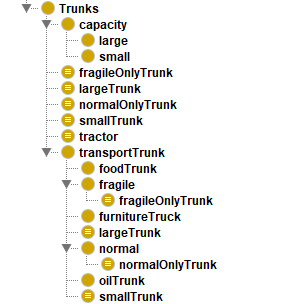 Trunks
capacity
large
small
fragileOnlyTrunk
largeTrunk
normalOnlyTrunk
smallTrunk
tractor
transportTrunk
foodTrunk
fragile
fragileOnlyTrunk
furnitureTruck
largeTrunk
normal
normalOnlyTrunk
oilTrunk
smallTrunk